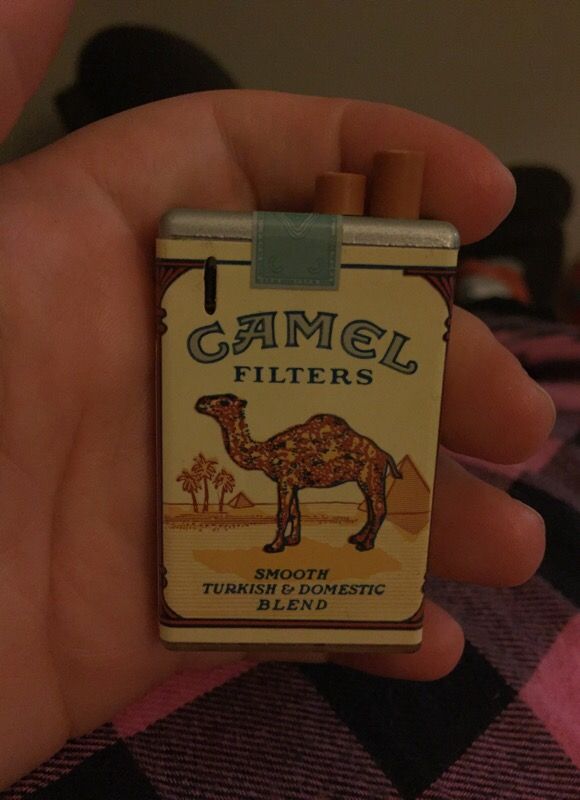 CAMEL
FILTERS
SMOOTH
TURKISH & DOMESTIC
BLEND